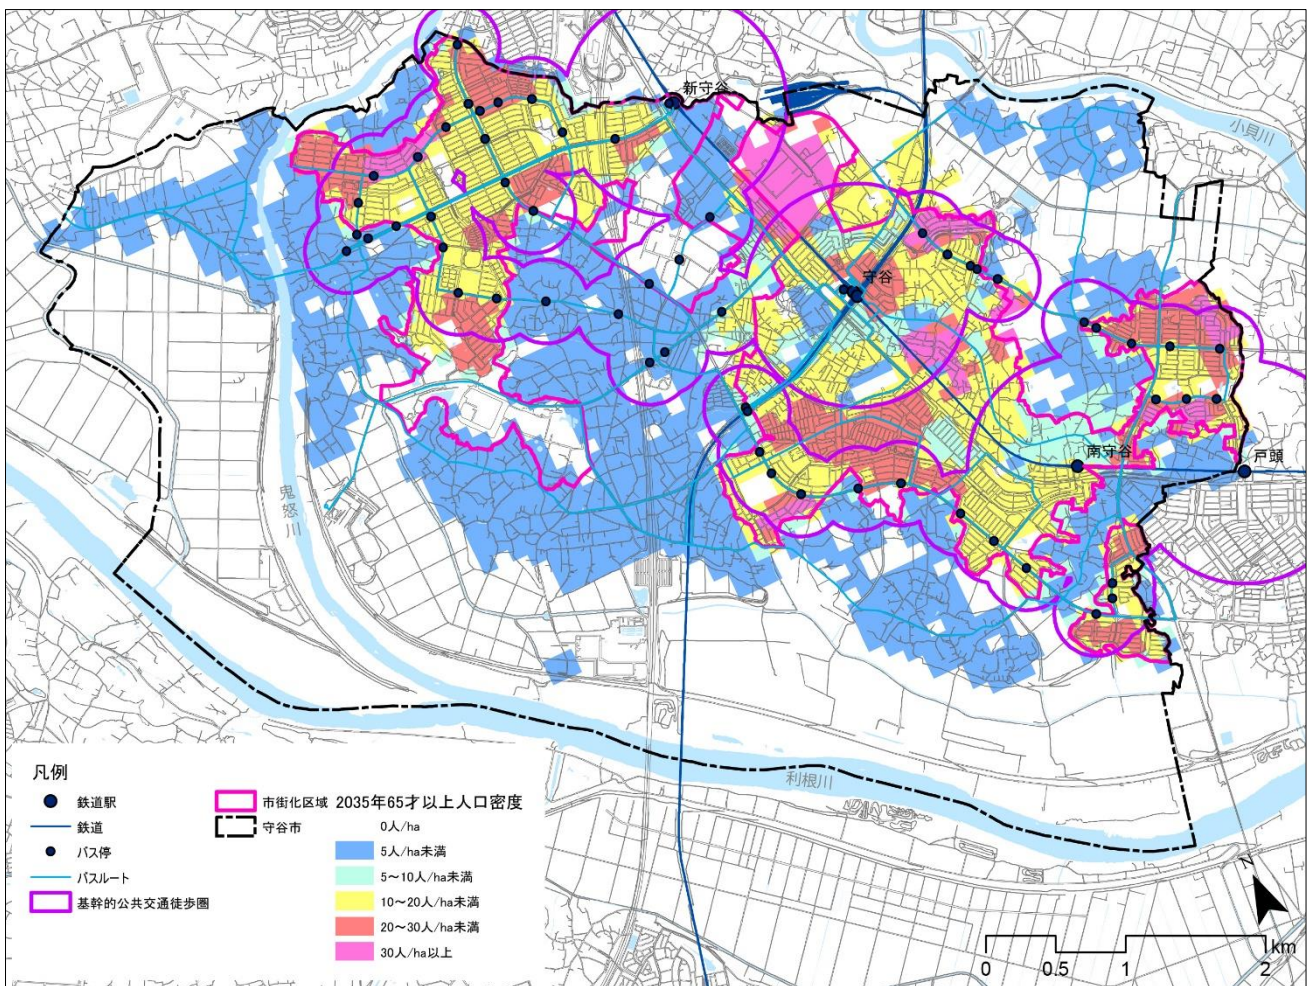 新守谷
小貝川
守谷
南守谷
戸頭
鬼怒川
利根川
凡例
鉄道駅
鉄道
バス停
バスルート
基幹的公共交通徒歩圏
市街化区域
守谷市
2035年65才以上人口密度
0人/ha
5人/ha未満
5～10人/ha未満
10～20人/ha未満
20～30人/ha未満
30人/ha以上
N
km
0 0.5 1 2